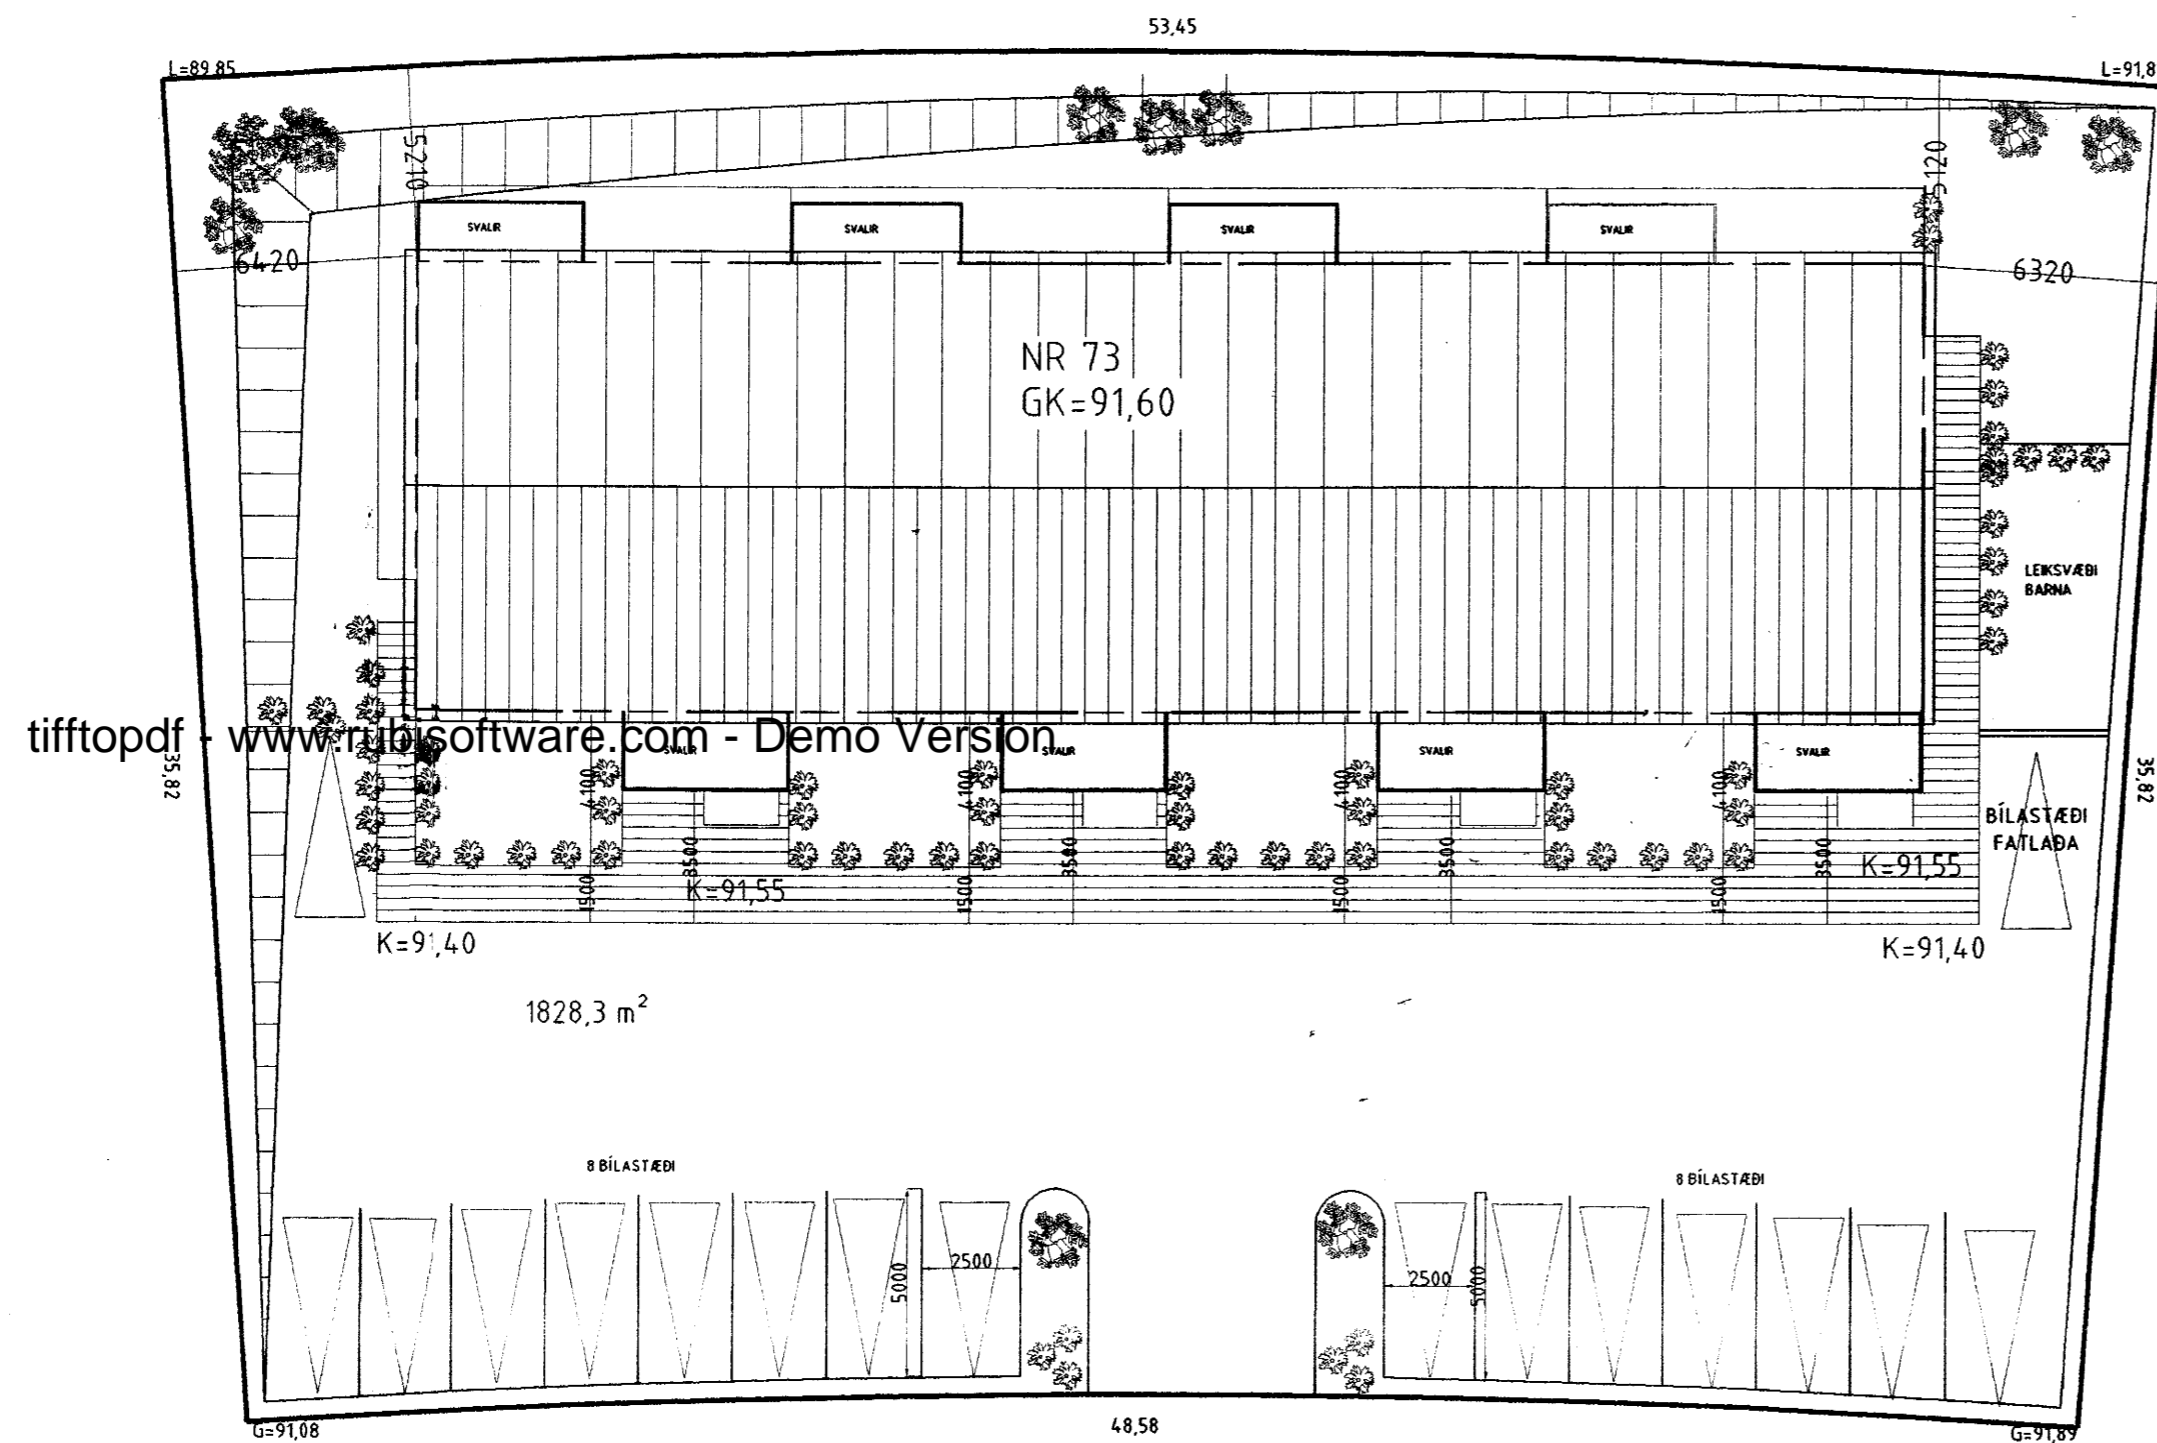 53,45
L=89,85
L=91,8
5210
5120
SVALIR
SVALIR
SVALIR
SVALIR
6420
6320
NR 73
GK=91,60
LEIKSVÆÐI
BARNA
tifftopdf - www.rubisoftware.com - Demo Version
SVALIR
SVALIR
SVALIR
SVALIR
35,82
35,82
4100
4100
4100
4100
BÍLASTÆÐI
FATLAÐA
3500
3500
3500
3500
K=91,55
K=91,55
1500
1500
1500
1500
K=91,40
K=91,40
1828,3 m²
8 BÍLASTÆÐI
8 BÍLASTÆÐI
5000
2500
2500
5000
G=91,08
48,58
G=91,89